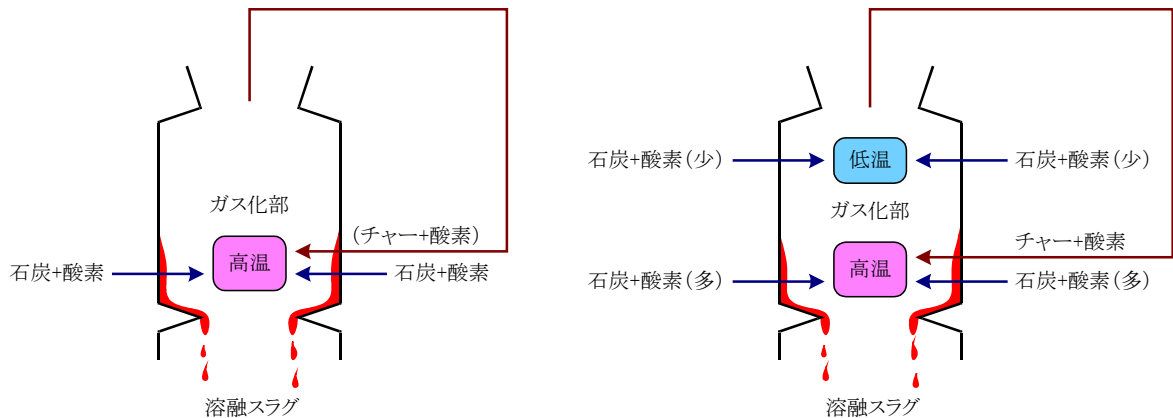 ガス化部
(チャー+酸素)
高温
石炭+酸素
石炭+酸素
溶融スラグ
石炭+酸素(少)
低温
石炭+酸素(少)
ガス化部
チャー+酸素
高温
石炭+酸素(多)
石炭+酸素(多)
溶融スラグ